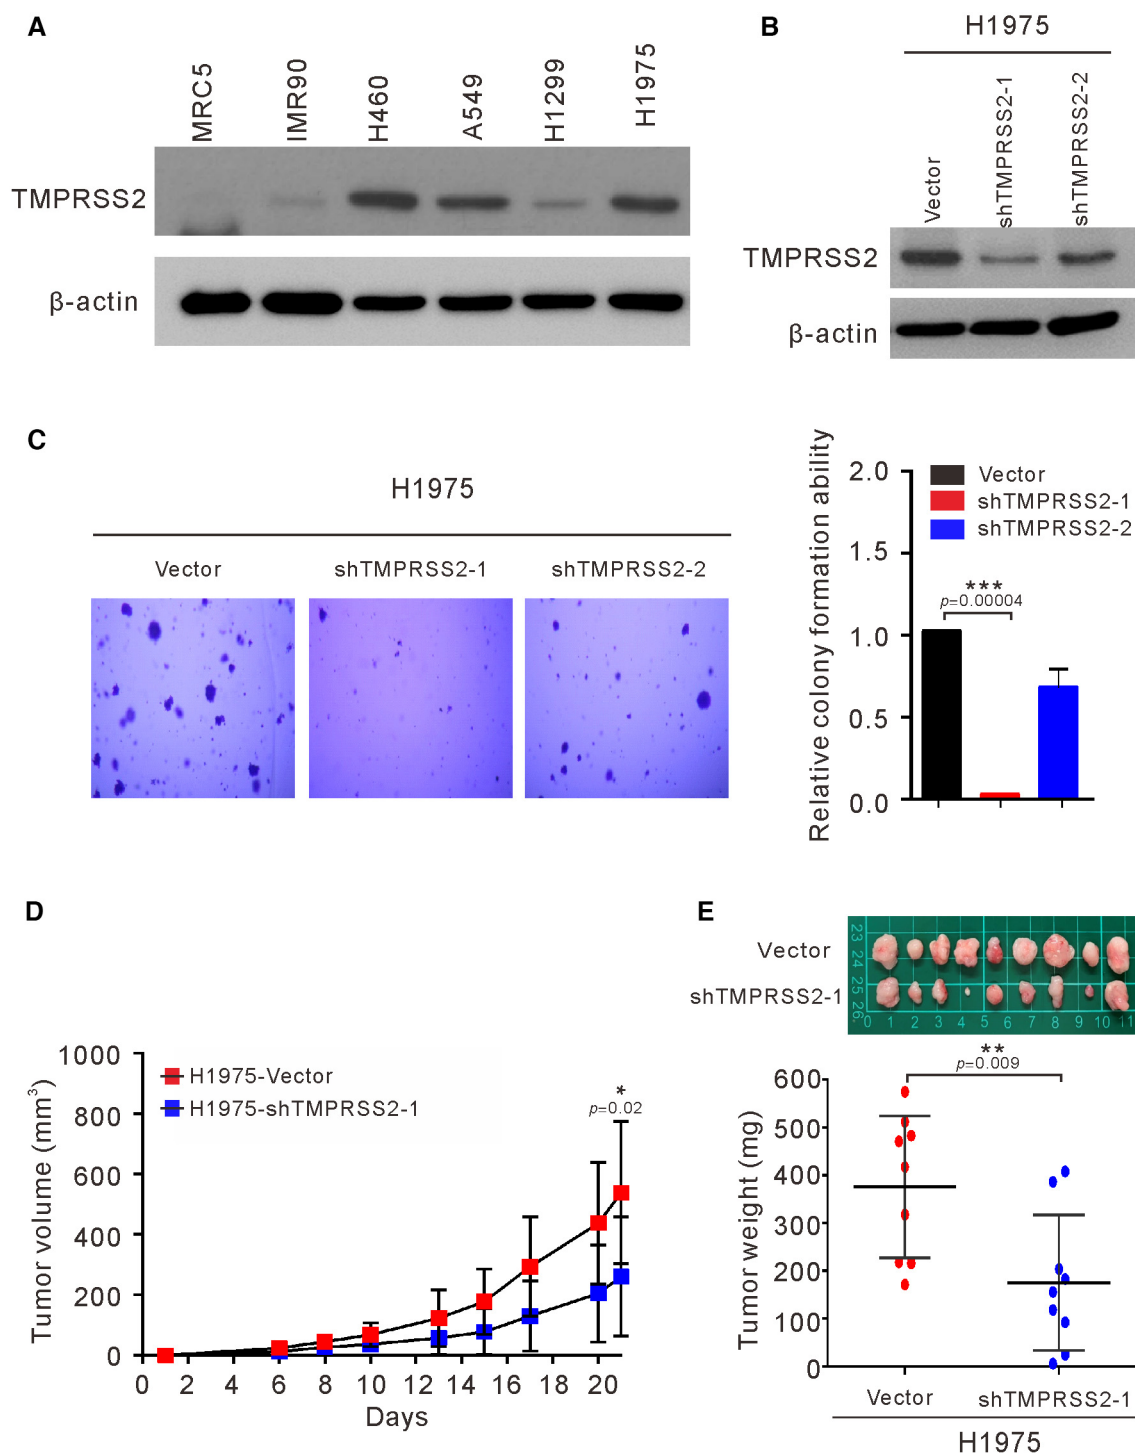 A
MRC5
IMR90
H460
A549
H1299
H1975
TMPRSS2
β-actin
B
H1975
Vector
shTMPRSS2-1
shTMPRSS2-2
TMPRSS2
β-actin
C
H1975
Vector
shTMPRSS2-1
shTMPRSS2-2
Relative colony formation ability
2.0
1.5
1.0
0.5
0.0
Vector
shTMPRSS2-1
shTMPRSS2-2
***
p=0.00004
D
Tumor volume (mm³)
1000
800
600
400
200
0
H1975-Vector
H1975-shTMPRSS2-1
*
p=0.02
0 2 4 6 8 10 12 14 16 18 20
Days
E
Vector
shTMPRSS2-1
23
24
25
26.
0 1 2 3 4 5 6 7 8 9 10 11
**
p=0.009
Tumor weight (mg)
600
500
400
300
200
100
0
Vector
shTMPRSS2-1
H1975